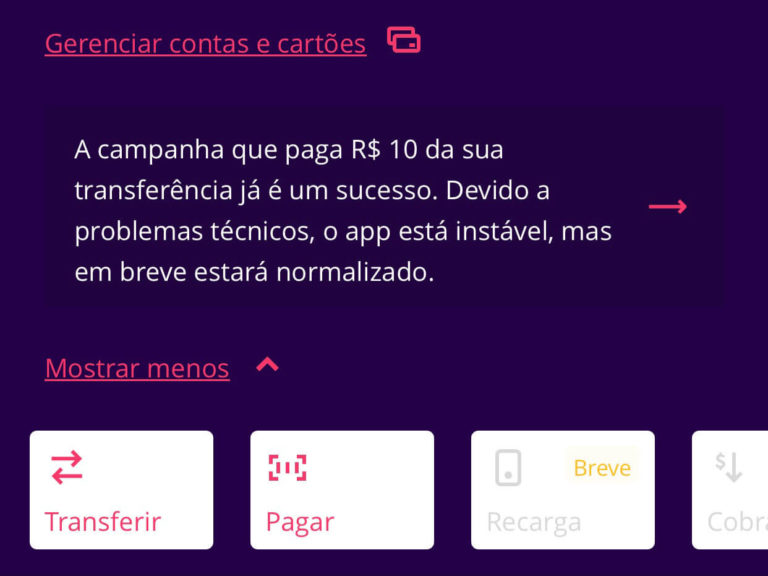 Gerenciar contas e cartões
A campanha que paga R$ 10 da sua
transferência já é um sucesso. Devido a
problemas técnicos, o app está instável, mas
em breve estará normalizado.
Mostrar menos
Transferir
Pagar
Breve
Recarga
$
Cobra